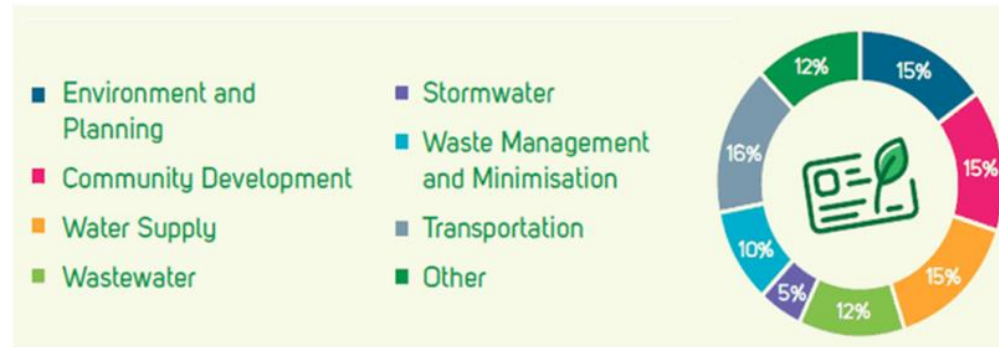 Environment and
Planning
Community Development
Water Supply
Wastewater
Stormwater
Waste Management
and Minimisation
Transportation
Other
12%
15%
16%
15%
10%
15%
5%
12%